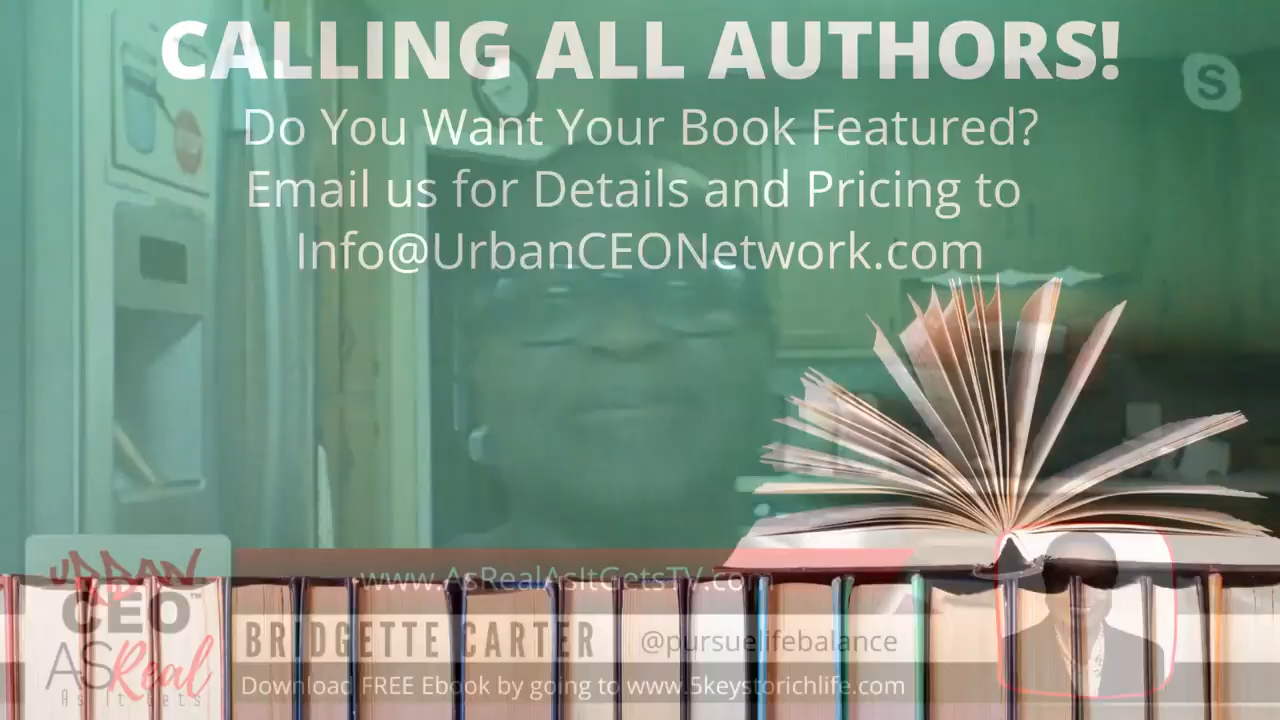 CALLING ALL AUTHORS!
S
Do You Want Your Book Featured?
Email us for Details and Pricing to
Info@UrbanCEONetwork.com
www.AsRealAsItGetsTV.co
URBAN
CEO™
AS Real
As It Gets
BRIDGETTE CARTER
@pursuelifebalance
Download FREE Ebook by going to www.5keystorichlife.com